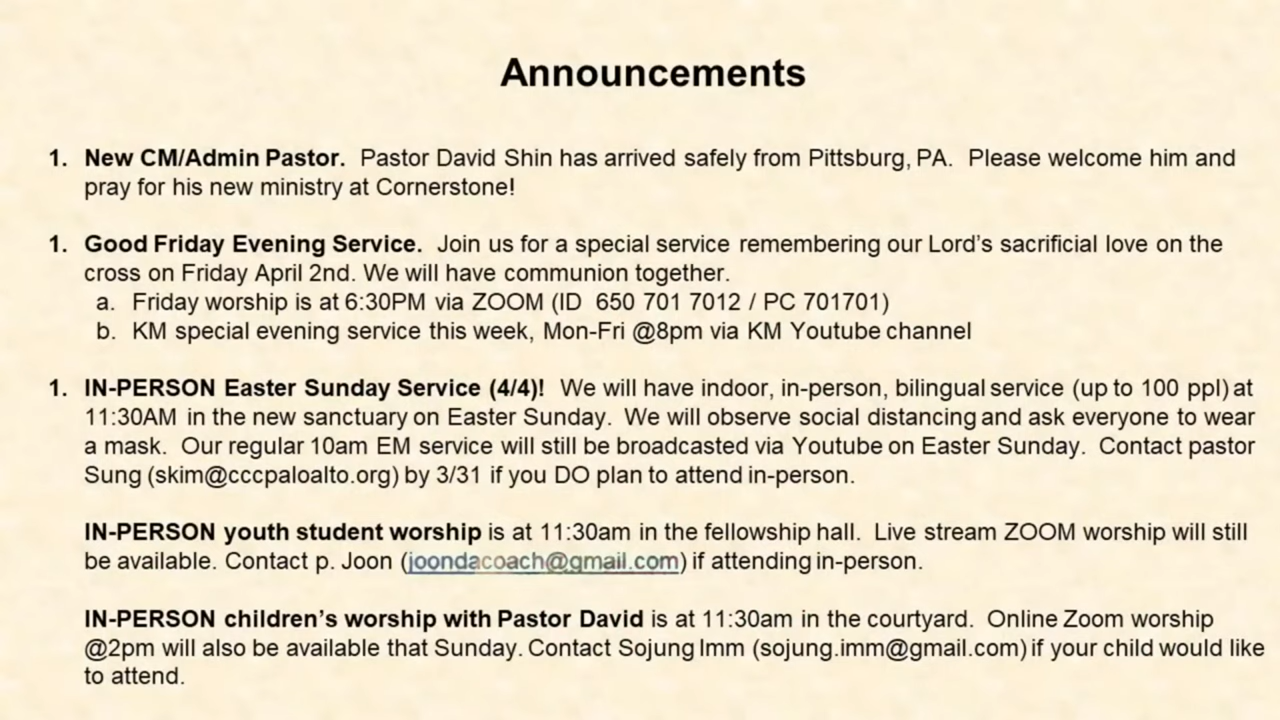 Announcements
1. New CM/Admin Pastor. Pastor David Shin has arrived safely from Pittsburg, PA. Please welcome him and
pray for his new ministry at Cornerstone!
1. Good Friday Evening Service. Join us for a special service remembering our Lord's sacrificial love on the
cross on Friday April 2nd. We will have communion together.
a. Friday worship is at 6:30PM via ZOOM (ID 650 701 7012 / PC 701701)
b. KM special evening service this week, Mon-Fri @8pm via KM Youtube channel
1. IN-PERSON Easter Sunday Service (4/4)! We will have indoor, in-person, bilingual service (up to 100 ppl) at
11:30AM in the new sanctuary on Easter Sunday. We will observe social distancing and ask everyone to wear
a mask. Our regular 10am EM service will still be broadcasted via Youtube on Easter Sunday. Contact pastor
Sung (skim@cccpaloalto.org) by 3/31 if you DO plan to attend in-person.
IN-PERSON youth student worship is at 11:30am in the fellowship hall. Live stream ZOOM worship will still
be available. Contact p. Joon (joondacoach@gmail.com) if attending in-person.
IN-PERSON children's worship with Pastor David is at 11:30am in the courtyard. Online Zoom worship
@2pm will also be available that Sunday. Contact Sojung Imm (sojung.imm@gmail.com) if your child would like
to attend.